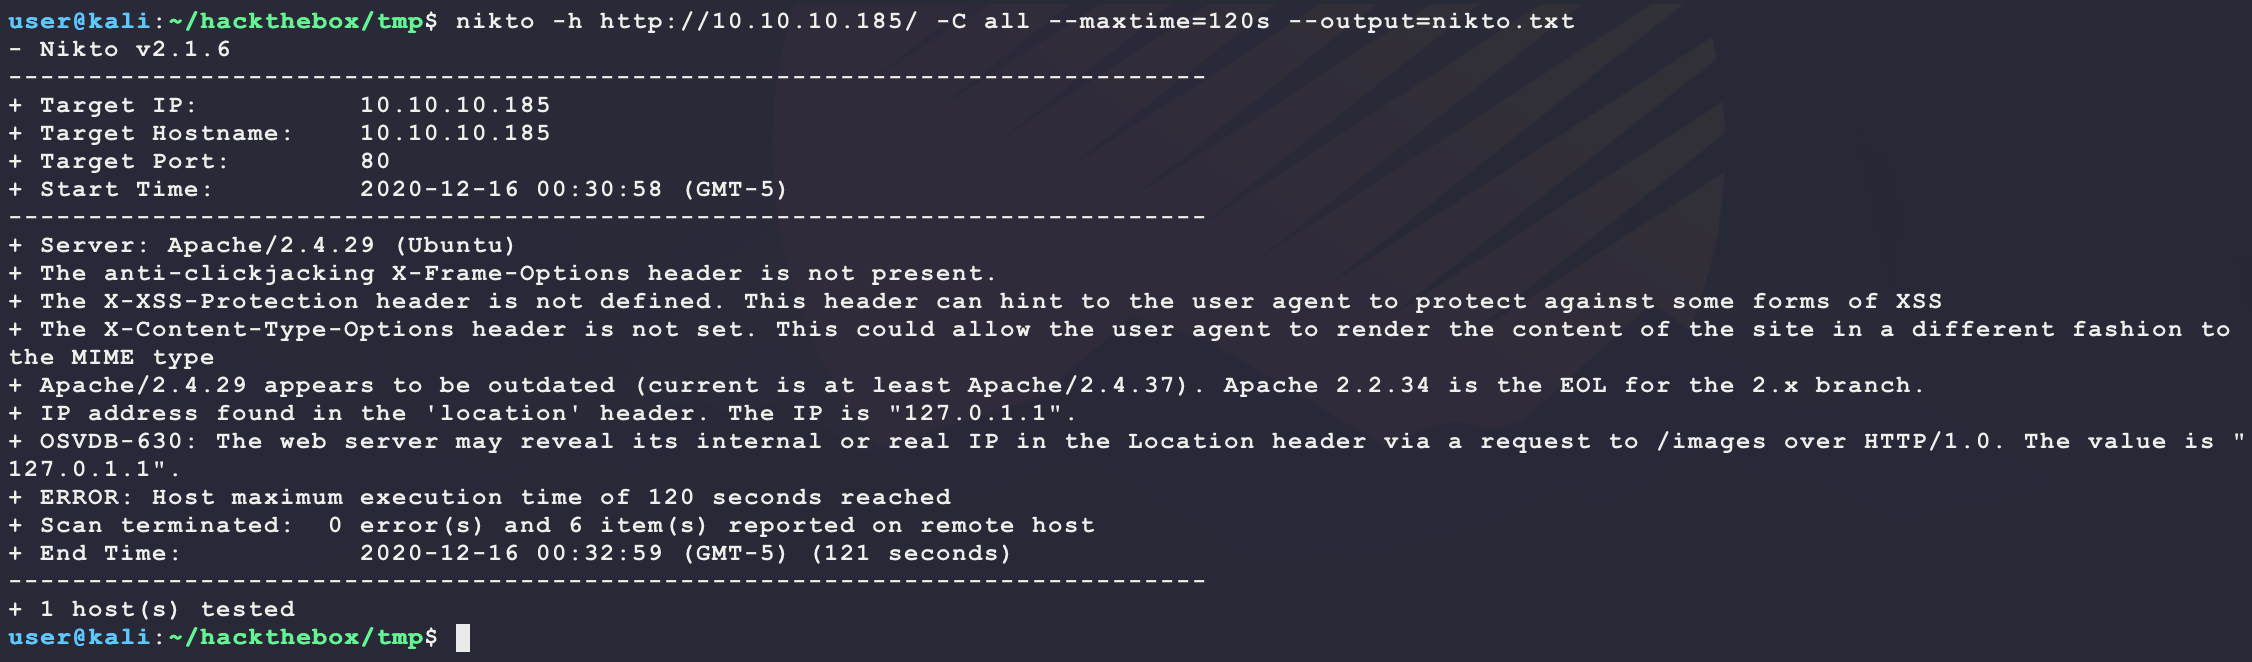 user@kali:~/hackthebox/tmp$ nikto -h http://10.10.10.185/ -C all --maxtime=120s --output=nikto.txt
- Nikto v2.1.6
---------------------------------------------------------------------------
+ Target IP:          10.10.10.185
+ Target Hostname:    10.10.10.185
+ Target Port:        80
+ Start Time:         2020-12-16 00:30:58 (GMT-5)
---------------------------------------------------------------------------
+ Server: Apache/2.4.29 (Ubuntu)
+ The anti-clickjacking X-Frame-Options header is not present.
+ The X-XSS-Protection header is not defined. This header can hint to the user agent to protect against some forms of XSS
+ The X-Content-Type-Options header is not set. This could allow the user agent to render the content of the site in a different fashion to
the MIME type
+ Apache/2.4.29 appears to be outdated (current is at least Apache/2.4.37). Apache 2.2.34 is the EOL for the 2.x branch.
+ IP address found in the 'location' header. The IP is "127.0.1.1".
+ OSVDB-630: The web server may reveal its internal or real IP in the Location header via a request to /images over HTTP/1.0. The value is "
127.0.1.1".
+ ERROR: Host maximum execution time of 120 seconds reached
+ Scan terminated:  0 error(s) and 6 item(s) reported on remote host
+ End Time:           2020-12-16 00:32:59 (GMT-5) (121 seconds)
---------------------------------------------------------------------------
+ 1 host(s) tested
user@kali:~/hackthebox/tmp$